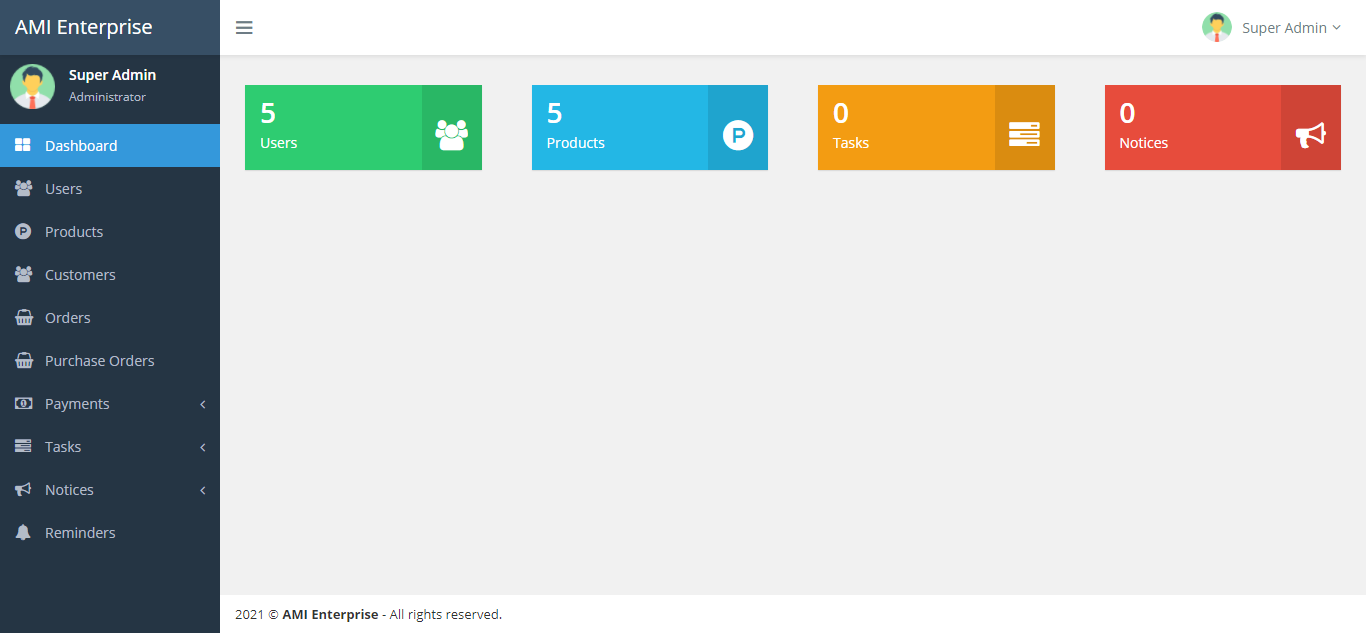 AMI Enterprise
Super Admin
Super Admin
Administrator
Dashboard
Users
Products
Customers
Orders
Purchase Orders
Payments
Tasks
Notices
Reminders
5
Users
5
Products
0
Tasks
0
Notices
2021 © AMI Enterprise - All rights reserved.